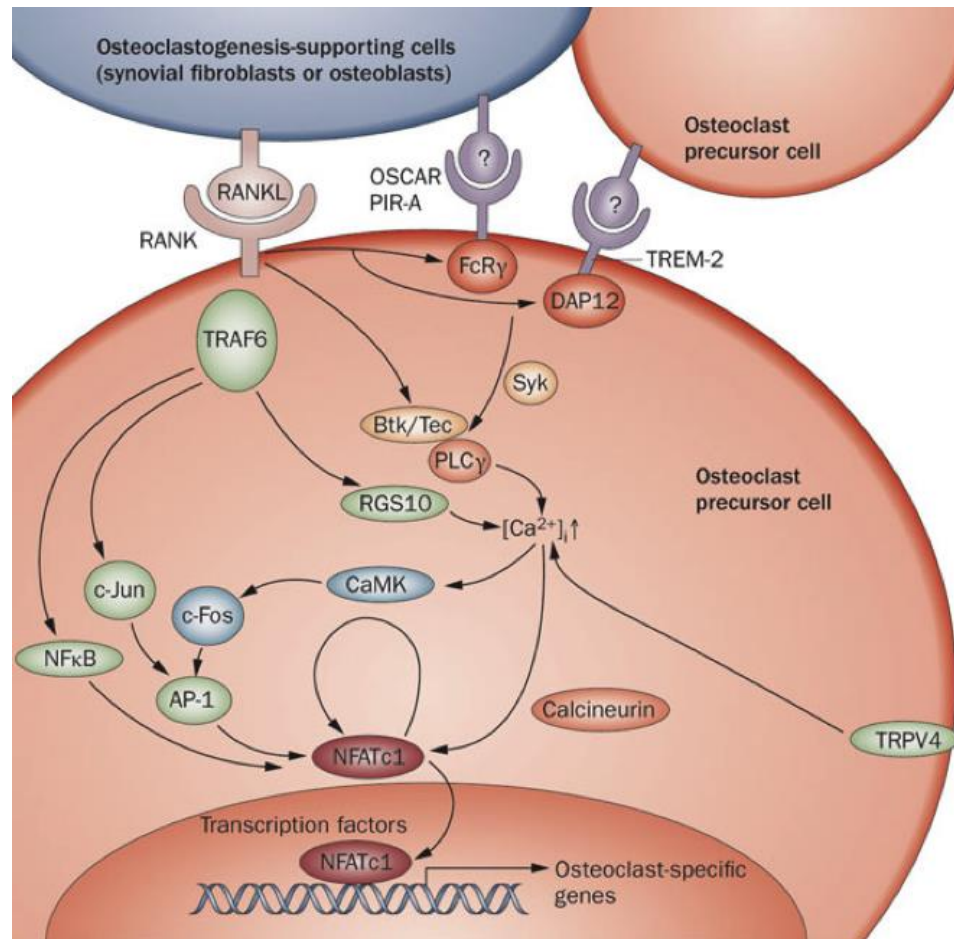 Osteoclastogenesis-supporting cells
(synovial fibroblasts or osteoblasts)
Osteoclast
precursor cell
?
RANKL
OSCAR
PIR-A
?
RANK
TREM-2
FcRγ
DAP12
TRAF6
Syk
Btk/Tec
PLCγ
Osteoclast
precursor cell
RGS10
[Ca²⁺]ᵢ↑
CaMK
c-Jun
c-Fos
NFκB
AP-1
Calcineurin
TRPV4
NFATc1
Transcription factors
NFATc1
Osteoclast-specific
genes